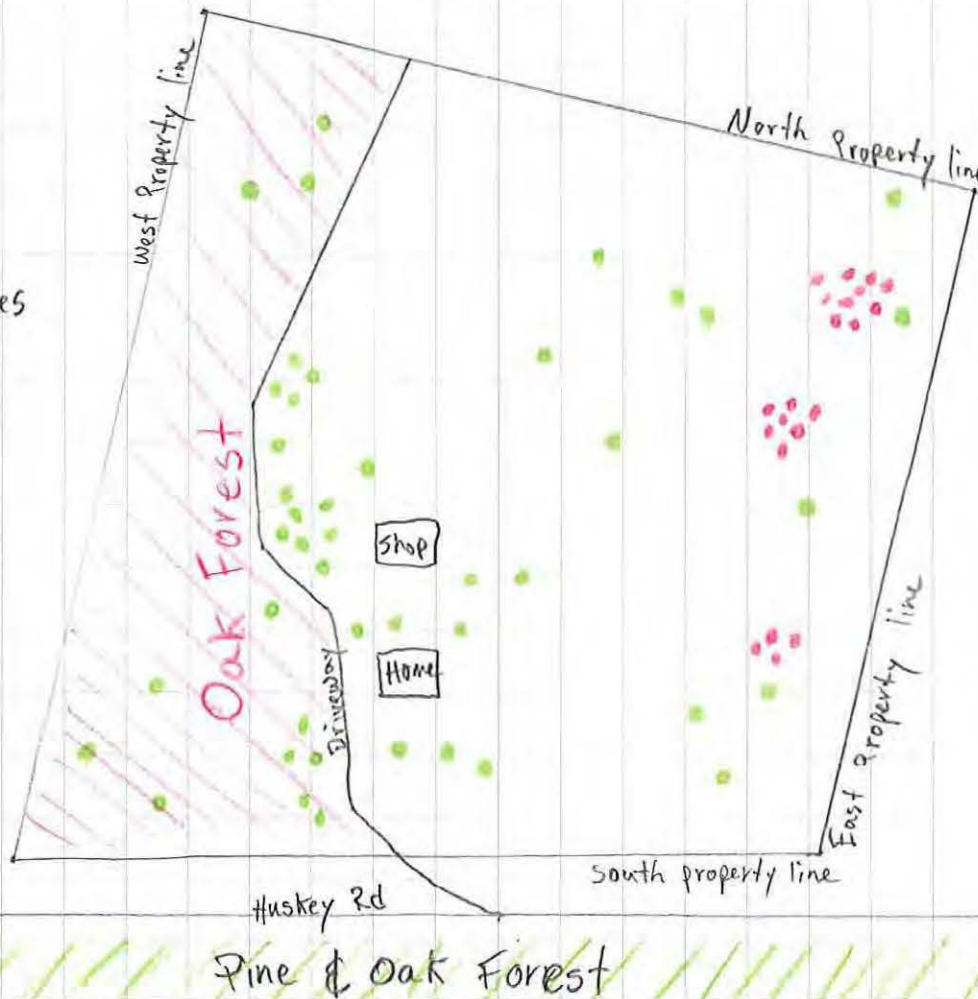 West Property line
North Property line
es
Oak Forest
Shop
Home
Driveway
East Property line
South property line
Huskey Rd
Pine & Oak Forest